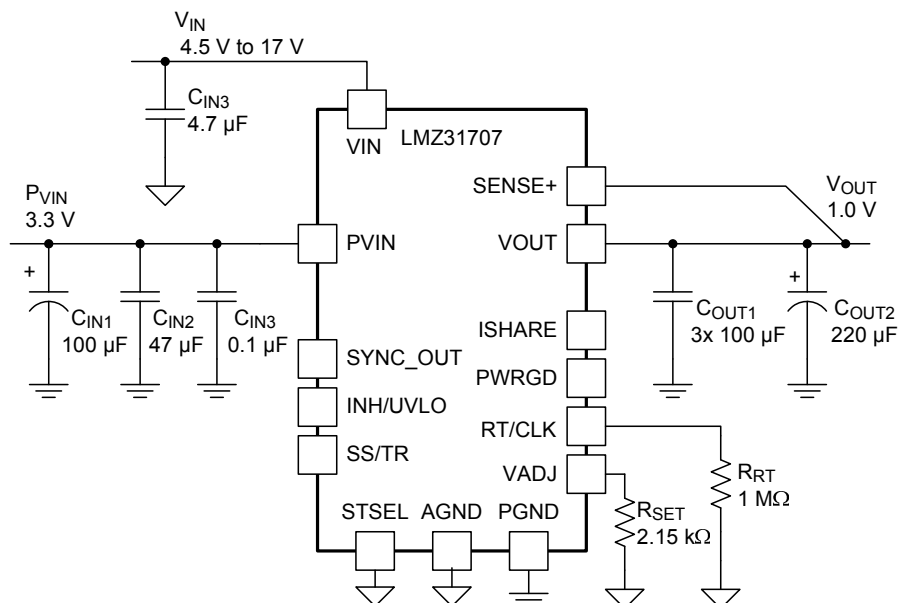 VIN
4.5 V to 17 V
CIN3
4.7 µF
VIN
LMZ31707
SENSE+
VOUT
1.0 V
PVIN
3.3 V
PVIN
VOUT
+
CIN1
100 µF
CIN2
47 µF
CIN3
0.1 µF
COUT1
3x 100 µF
+
COUT2
220 µF
ISHARE
SYNC_OUT
PWRGD
INH/UVLO
RT/CLK
SS/TR
VADJ
RRT
1 MΩ
STSEL AGND PGND
RSET
2.15 kΩ